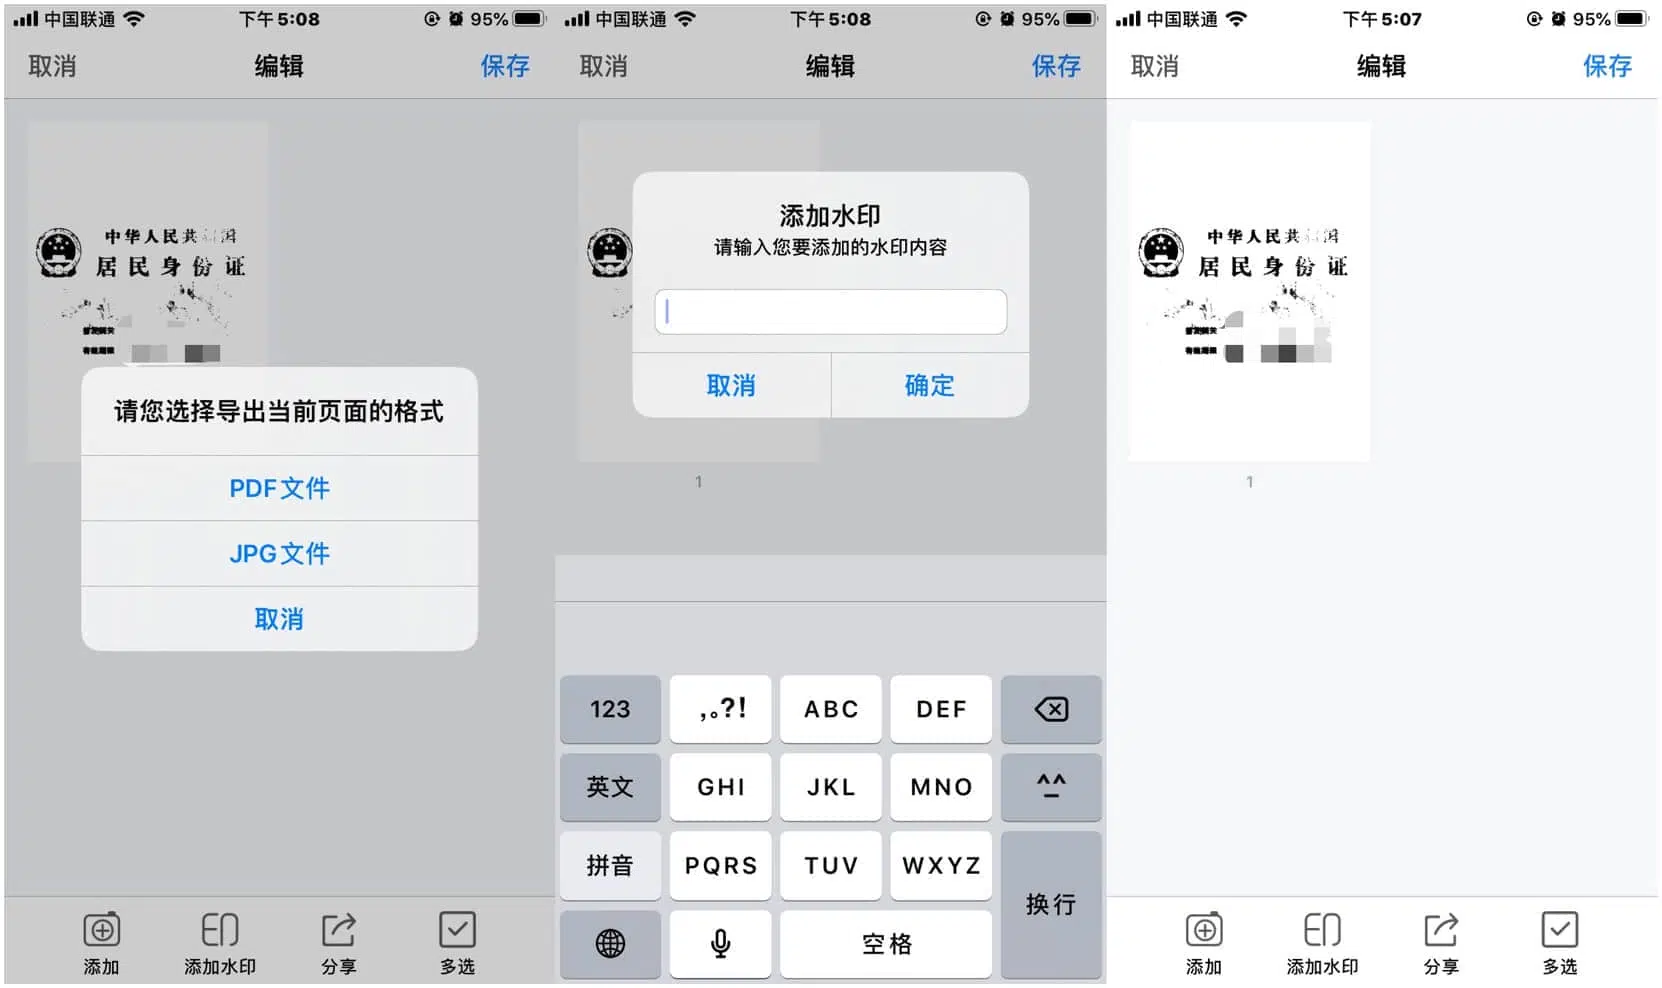 中国联通 下午5:08 95%
取消 编辑 保存
中华人民共和国
居民身份证
请您选择导出当前页面的格式
PDF文件
JPG文件
取消
添加 添加水印 分享 多选
中国联通 下午5:08 95%
取消 编辑 保存
添加水印
请输入您要添加的水印内容
取消 确定
1
123 ,。?! ABC DEF
英文 GHI JKL MNO ^^
拼音 PQRS TUV WXYZ 换行
空格
中国联通 下午5:07 95%
取消 编辑 保存
中华人民共和国
居民身份证
1
添加 添加水印 分享 多选